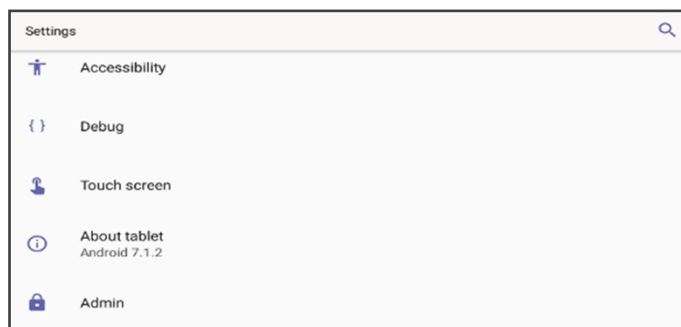 Settings
Accessibility
{ } Debug
Touch screen
About tablet
Android 7.1.2
Admin